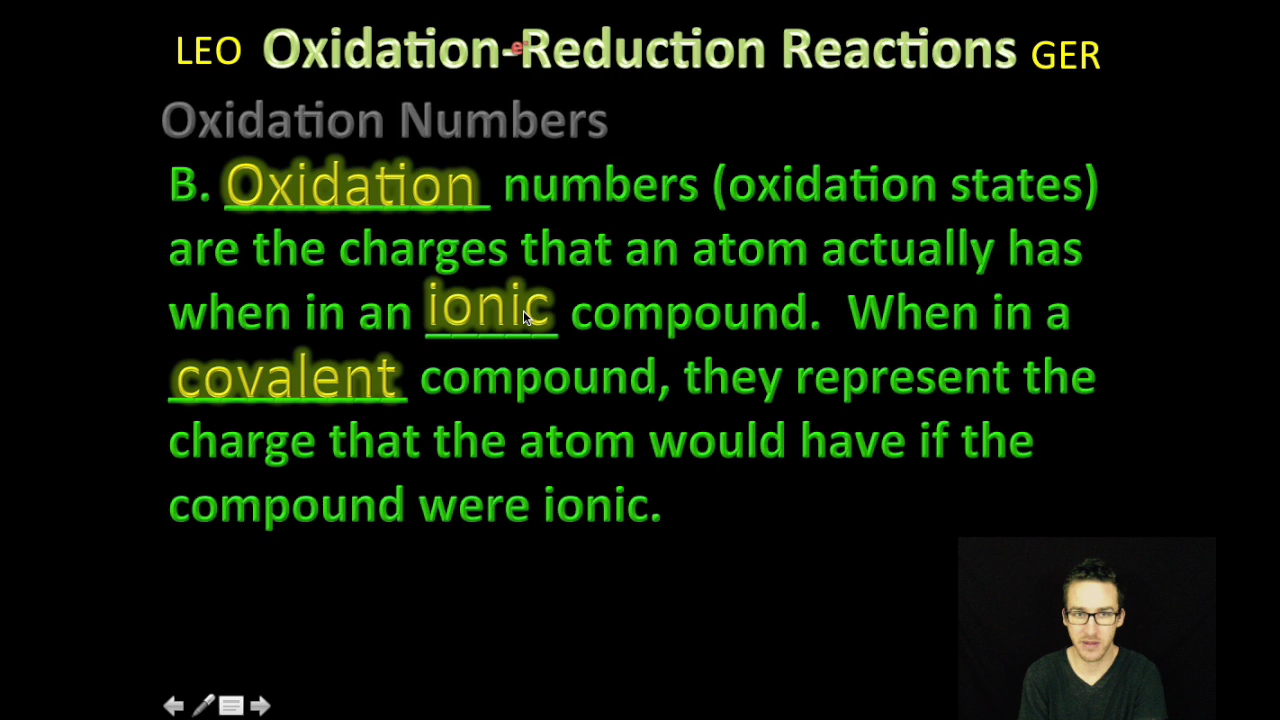 LEO Oxidation-Reduction Reactions GER
e-
Oxidation Numbers
B. Oxidation numbers (oxidation states)
are the charges that an atom actually has
when in an ionic compound. When in a
covalent compound, they represent the
charge that the atom would have if the
compound were ionic.